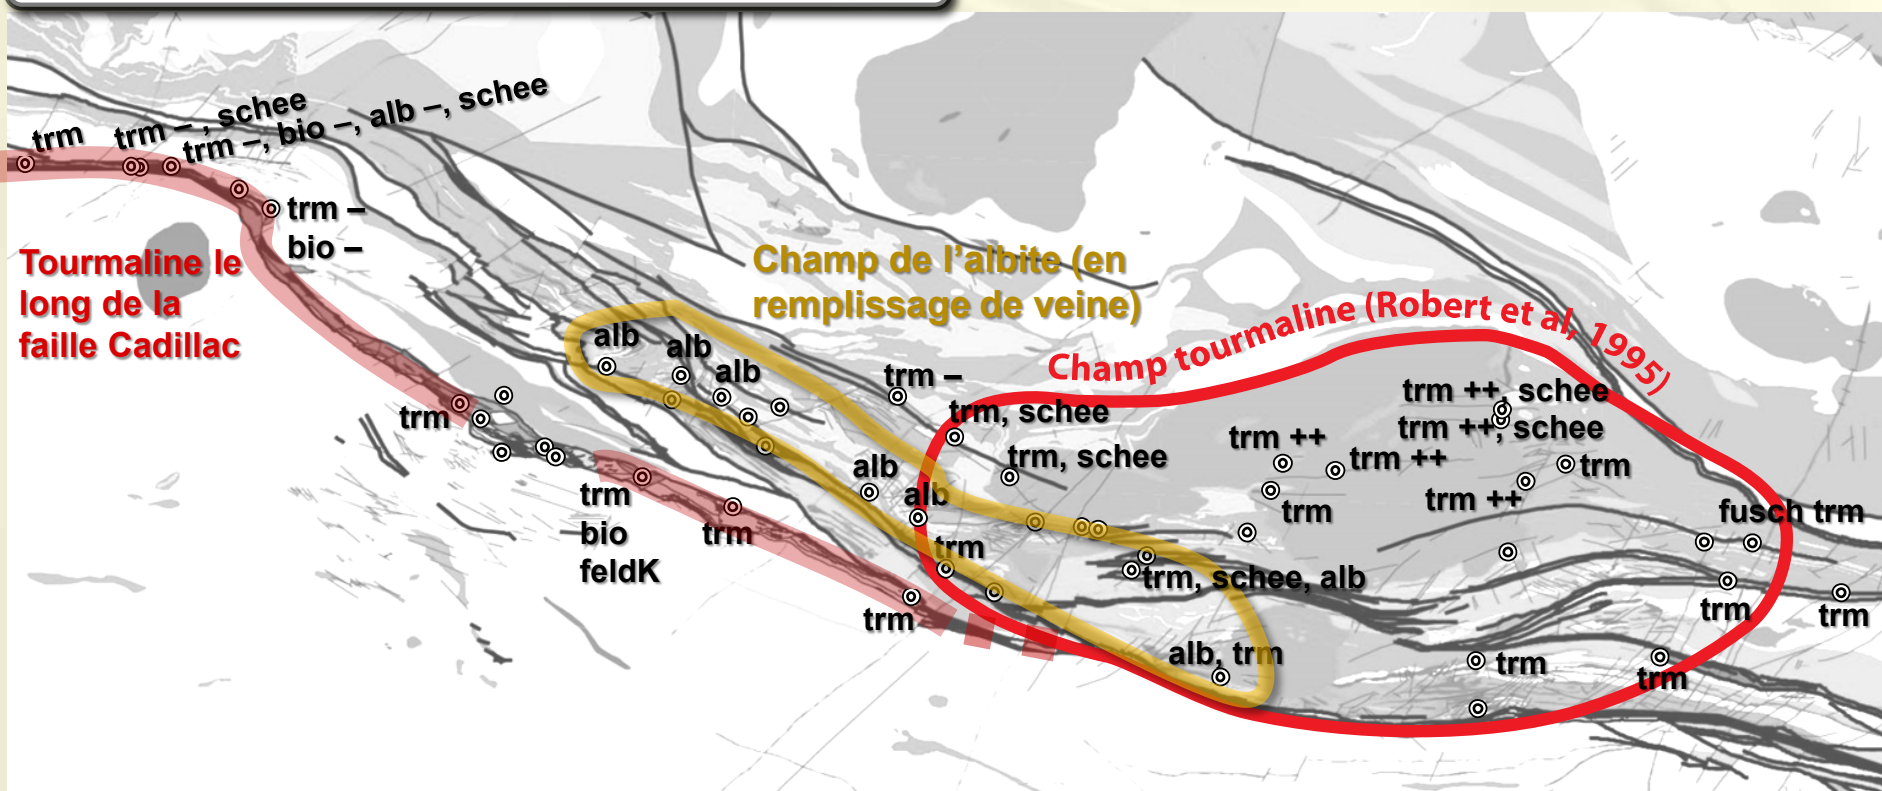 trm
trm – , schee
trm –, bio –, alb –, schee
trm –
bio –
Tourmaline le
long de la
faille Cadillac
Champ de l'albite (en
remplissage de veine)
Champ tourmaline (Robert et al, 1995)
alb
alb
alb
trm –
trm, schee
trm ++, schee
trm ++, schee
trm
trm ++
trm ++
trm, schee
trm
alb
alb
trm ++
trm
trm
bio
feldK
trm
trm
fusch trm
trm, schee, alb
trm
trm
trm
alb, trm
trm
trm